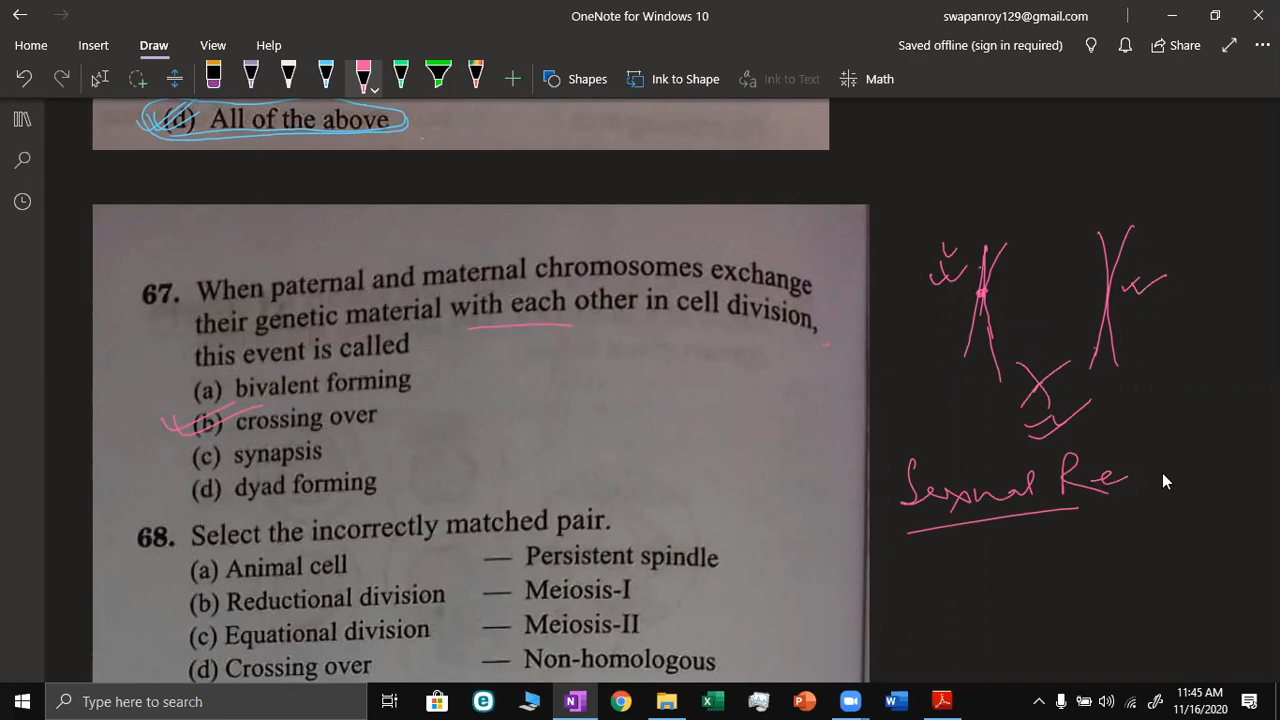 OneNote for Windows 10
swapanroy129@gmail.com
Home Insert Draw View Help
Saved offline (sign in required)
Share
Shapes
Ink to Shape
Ink to Text
Math
(d) All of the above
67. When paternal and maternal chromosomes exchange
their genetic material with each other in cell division,
this event is called
(a) bivalent forming
(b) crossing over
(c) synapsis
(d) dyad forming
68. Select the incorrectly matched pair.
(a) Animal cell — Persistent spindle
(b) Reductional division — Meiosis-I
(c) Equational division — Meiosis-II
(d) Crossing over — Non-homologous
Sexual Re
Type here to search
11:45 AM
11/16/2020